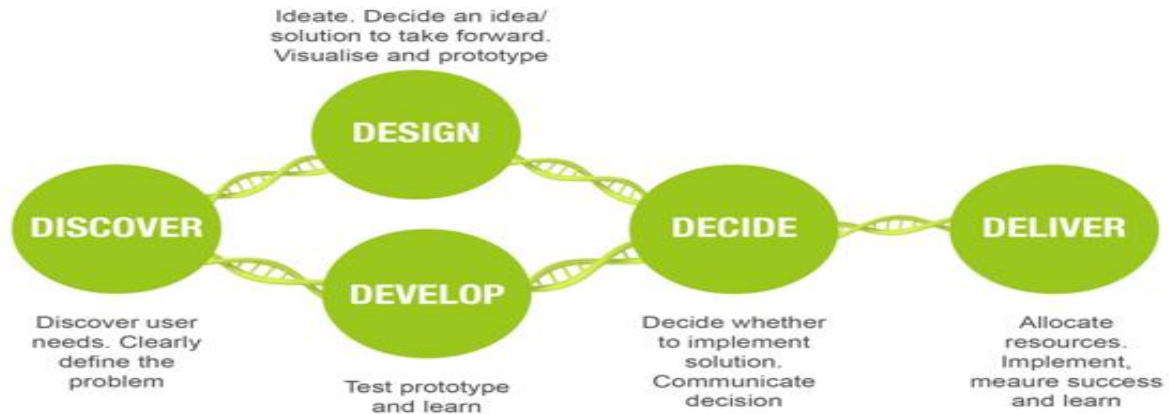 Ideate. Decide an idea/
solution to take forward.
Visualise and prototype
DESIGN
DISCOVER
Discover user
needs. Clearly
define the
problem
DEVELOP
Test prototype
and learn
DECIDE
Decide whether
to implement
solution.
Communicate
decision
DELIVER
Allocate
resources.
Implement,
meaure success
and learn